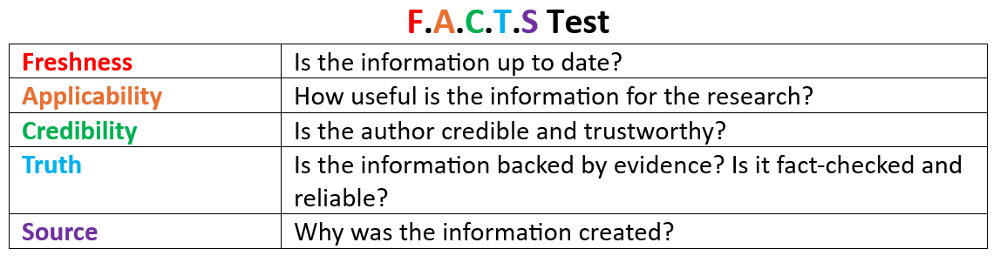 F.A.C.T.S Test
Freshness Is the information up to date?
Applicability How useful is the information for the research?
Credibility Is the author credible and trustworthy?
Truth Is the information backed by evidence? Is it fact-checked and
reliable?
Source Why was the information created?